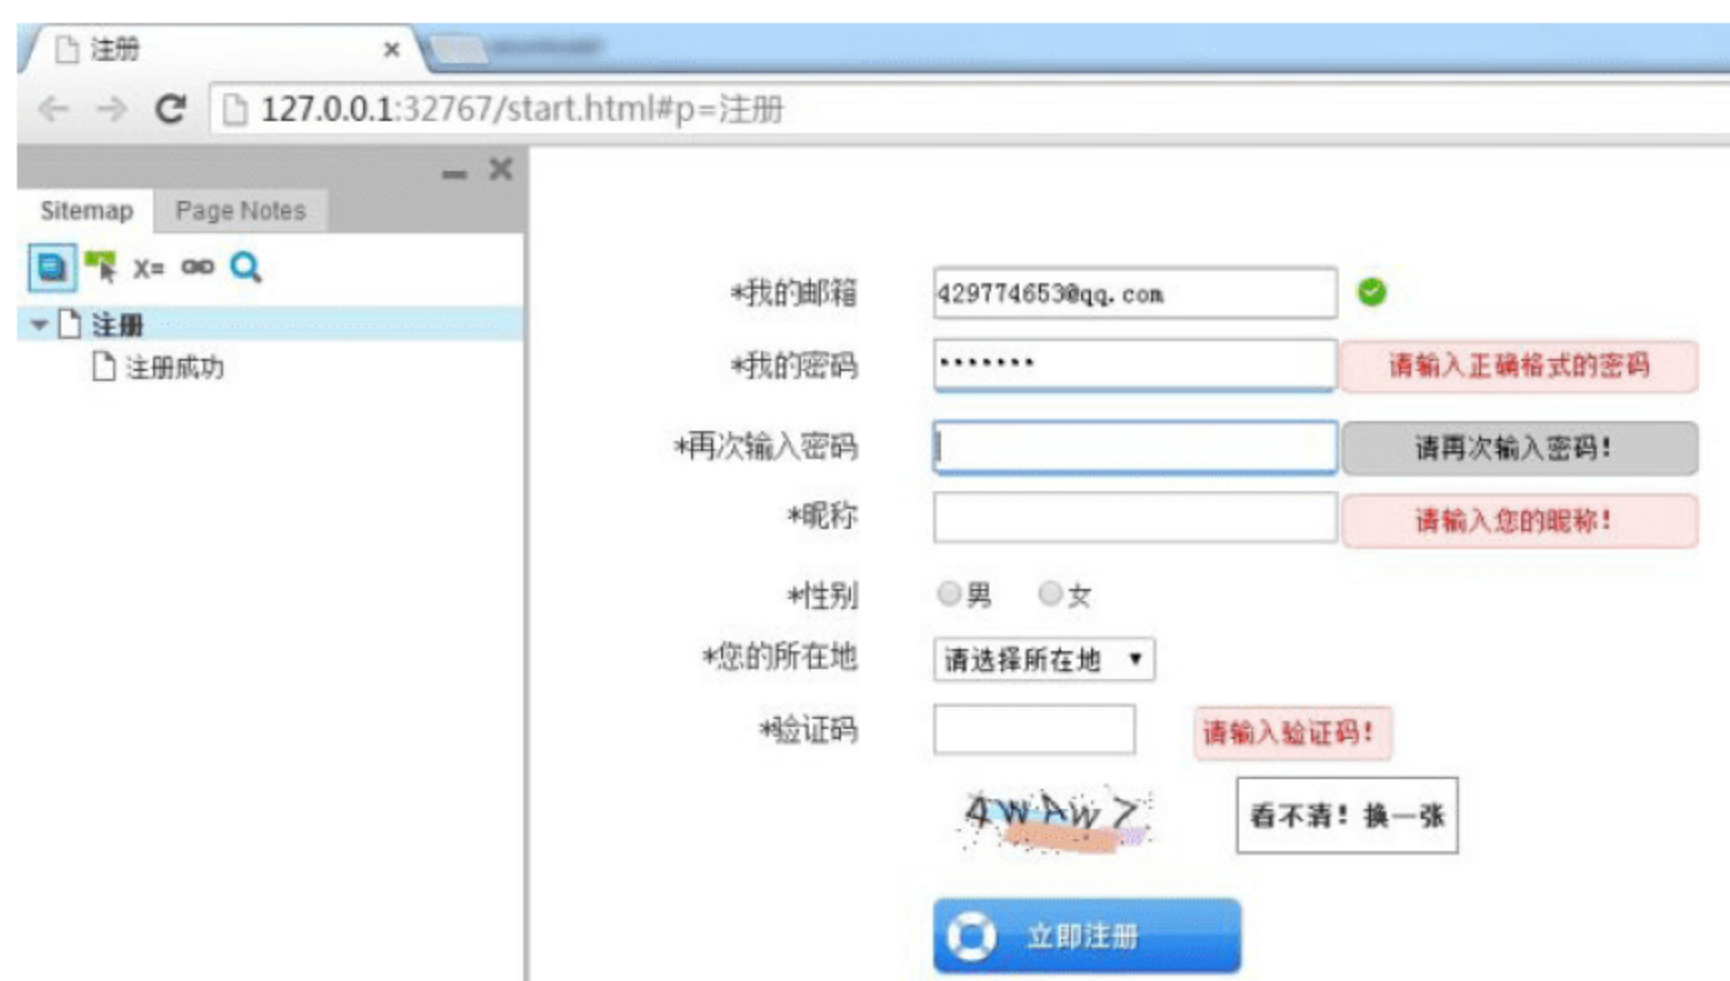 注册
127.0.0.1:32767/start.html#p=注册
Sitemap Page Notes
X=
注册
注册成功
*我的邮箱 429774653@qq.com
*我的密码 ······· 请输入正确格式的密码
*再次输入密码 请再次输入密码!
*昵称 请输入您的昵称!
*性别 男 女
*您的所在地 请选择所在地
*验证码 请输入验证码!
看不清! 换一张
立即注册